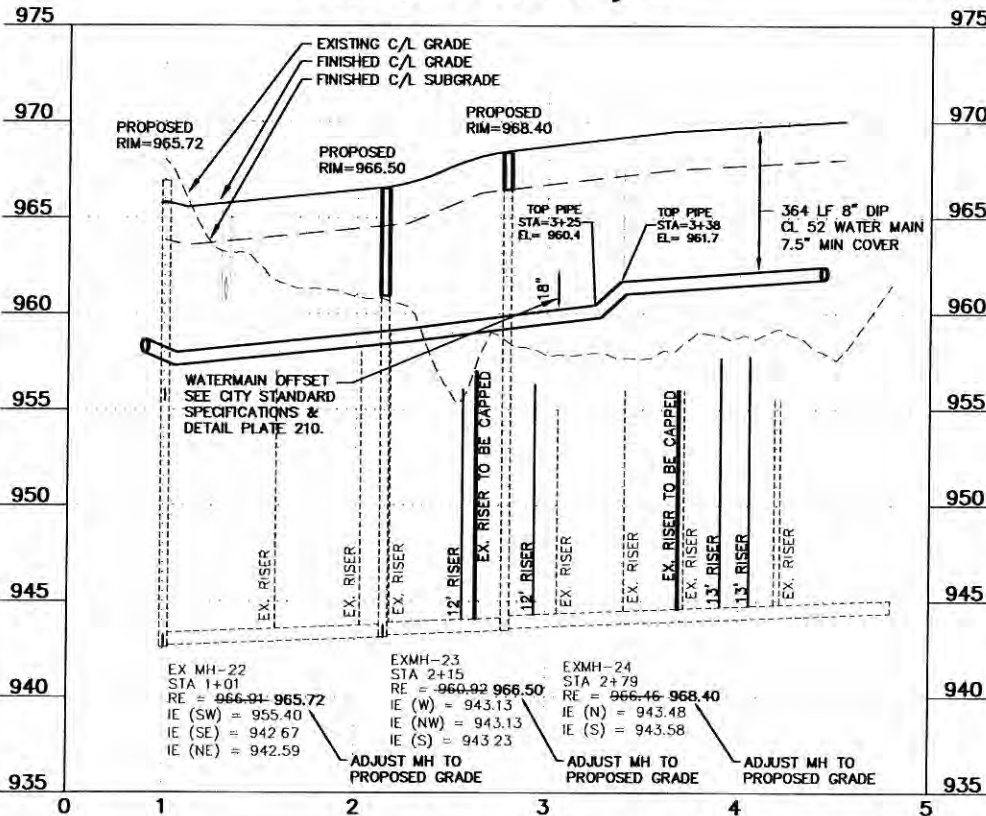 975
975
EXISTING C/L GRADE
FINISHED C/L GRADE
FINISHED C/L SUBGRADE
970
970
PROPOSED
RIM=965.72
PROPOSED
RIM=966.50
PROPOSED
RIM=968.40
965
965
TOP PIPE
STA=3+25
EL= 960.4
TOP PIPE
STA=3+38
EL= 961.7
364 LF 8" DIP
CL 52 WATER MAIN
7.5" MIN COVER
18"
960
960
WATERMAIN OFFSET
SEE CITY STANDARD
SPECIFICATIONS &
DETAIL PLATE 210.
955
955
950
950
EX. RISER
EX. RISER
EX. RISER
12' RISER
EX. RISER TO BE CAPPED
12' RISER
EX. RISER
EX. RISER
EX. RISER TO BE CAPPED
EX. RISER
13' RISER
13' RISER
EX. RISER
945
945
EX MH-22
STA 1+01
RE = 966.91 965.72
IE (SW) = 955.40
IE (SE) = 942.67
IE (NE) = 942.59
EXMH-23
STA 2+15
RE = 960.92 966.50
IE (W) = 943.13
IE (NW) = 943.13
IE (S) = 943.23
EXMH-24
STA 2+79
RE = 966.46 968.40
IE (N) = 943.48
IE (S) = 943.58
940
940
ADJUST MH TO
PROPOSED GRADE
ADJUST MH TO
PROPOSED GRADE
ADJUST MH TO
PROPOSED GRADE
935
935
0 1 2 3 4 5